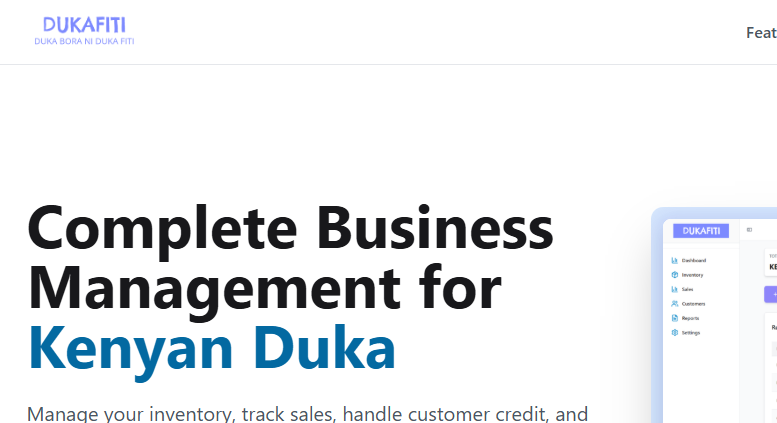 DUKAFITI
DUKA BORA NI DUKA FITI
Feat
Complete Business
Management for
Kenyan Duka
Manage your inventory, track sales, handle customer credit, and
DUKAFITI
Dashboard
Inventory
Sales
Customers
Reports
Settings